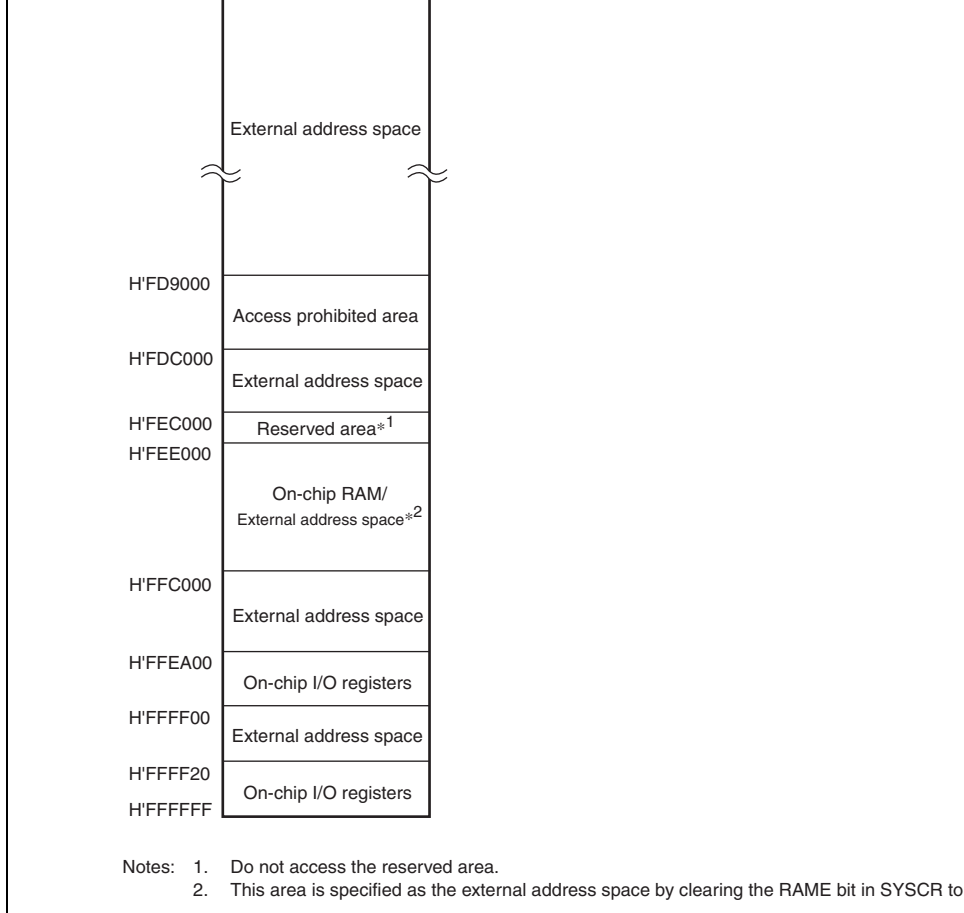 External address space
H'FD9000
Access prohibited area
H'FDC000
External address space
H'FEC000
Reserved area*1
H'FEE000
On-chip RAM/
External address space*2
H'FFC000
External address space
H'FFEA00
On-chip I/O registers
H'FFFF00
External address space
H'FFFF20
On-chip I/O registers
H'FFFFFF
Notes: 1. Do not access the reserved area.
2. This area is specified as the external address space by clearing the RAME bit in SYSCR to